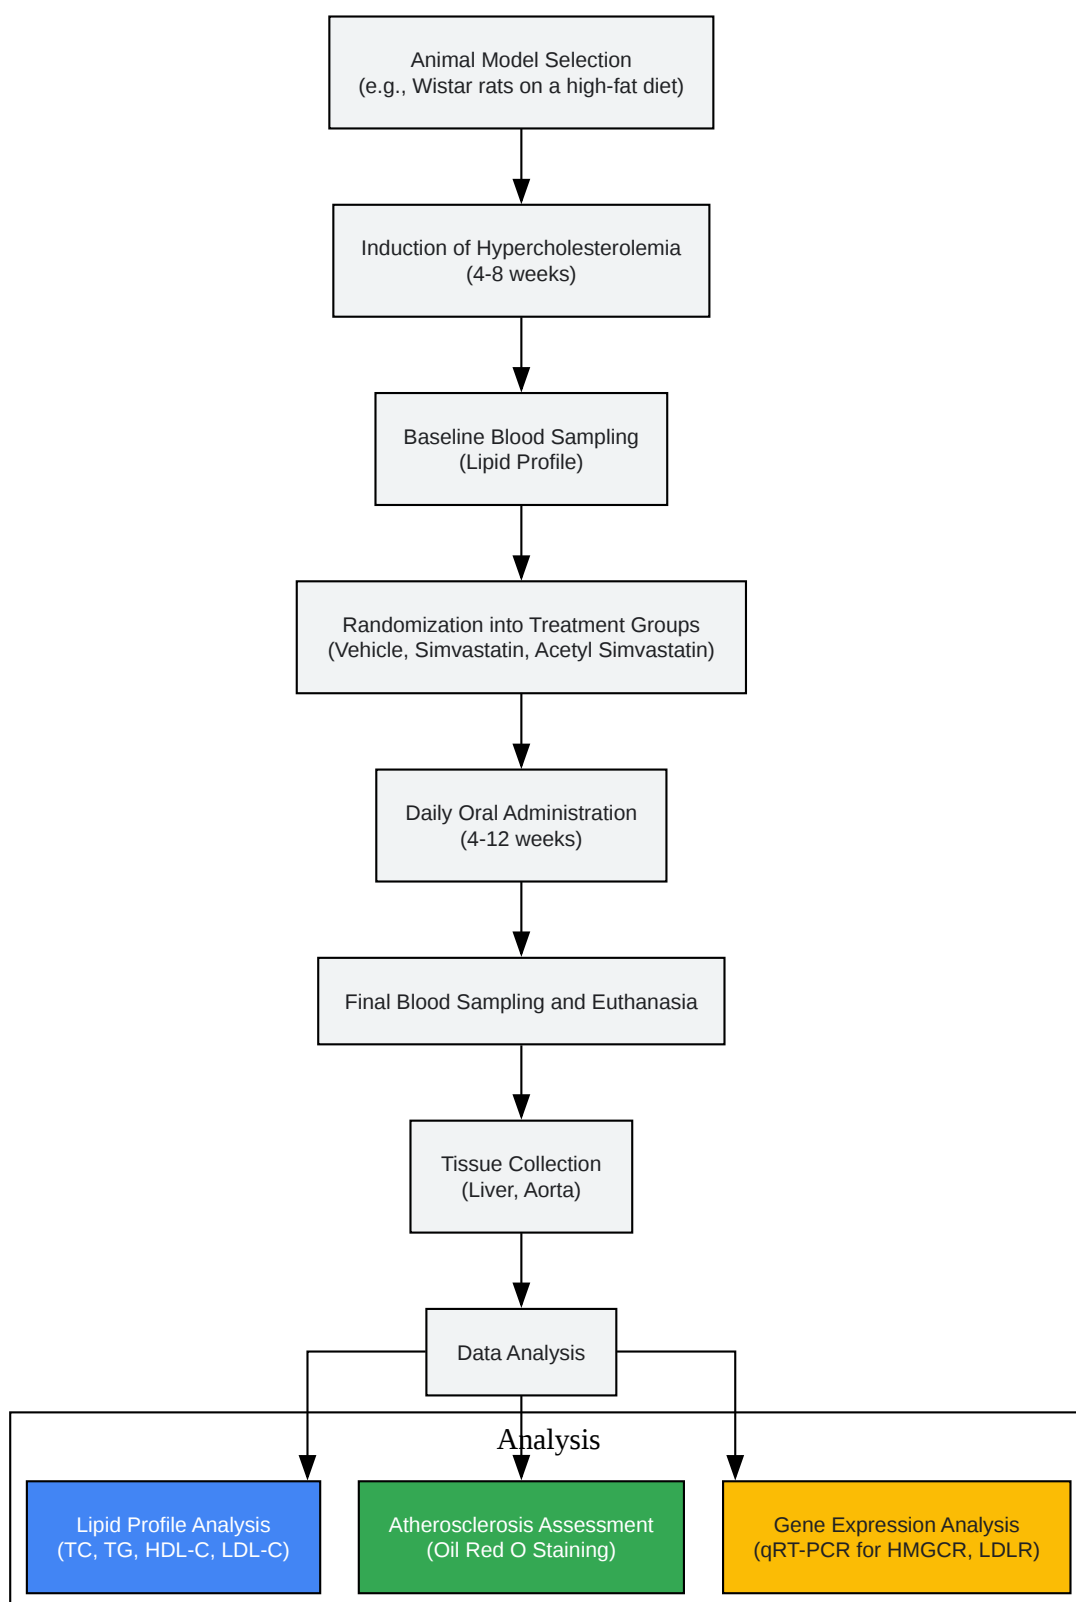 Animal Model Selection
(e.g., Wistar rats on a high-fat diet)
Induction of Hypercholesterolemia
(4-8 weeks)
Baseline Blood Sampling
(Lipid Profile)
Randomization into Treatment Groups
(Vehicle, Simvastatin, Acetyl Simvastatin)
Daily Oral Administration
(4-12 weeks)
Final Blood Sampling and Euthanasia
Tissue Collection
(Liver, Aorta)
Data Analysis
Analysis
Lipid Profile Analysis
(TC, TG, HDL-C, LDL-C)
Atherosclerosis Assessment
(Oil Red O Staining)
Gene Expression Analysis
(qRT-PCR for HMGCR, LDLR)